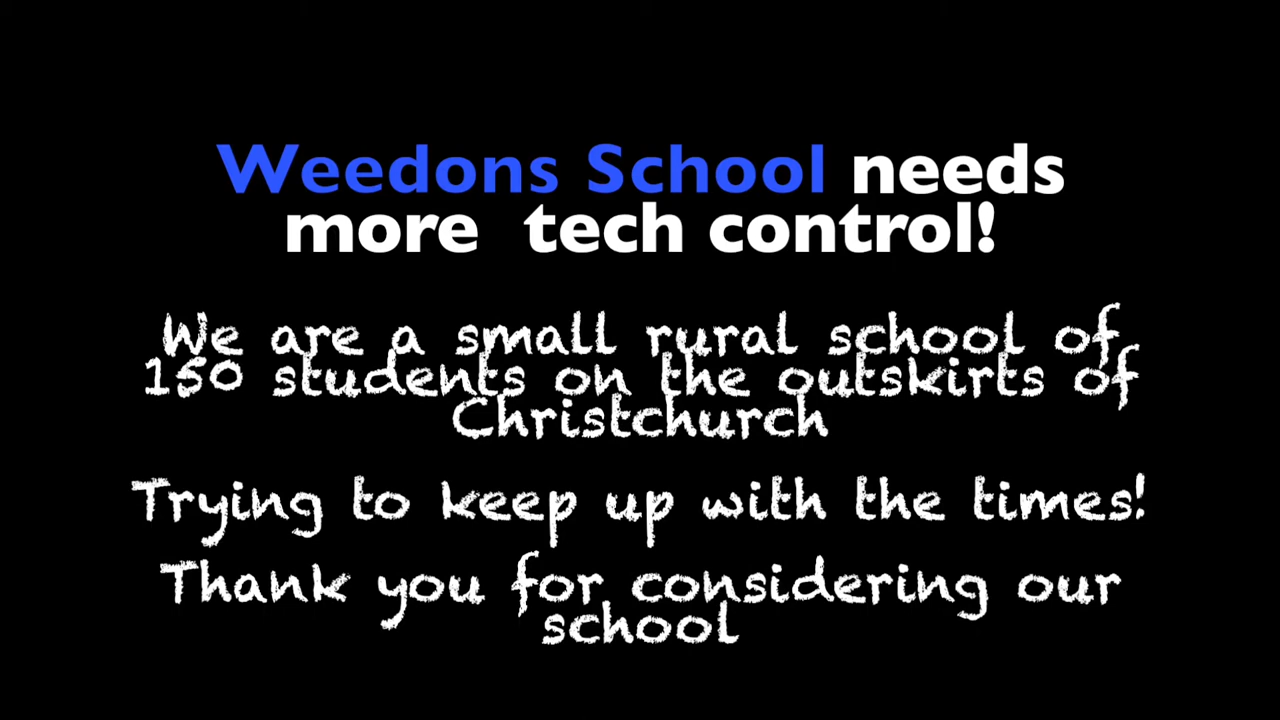 Weedons School needs
more tech control!
We are a small rural school of
150 students on the outskirts of
Christchurch
Trying to keep up with the times!
Thank you for considering our
school